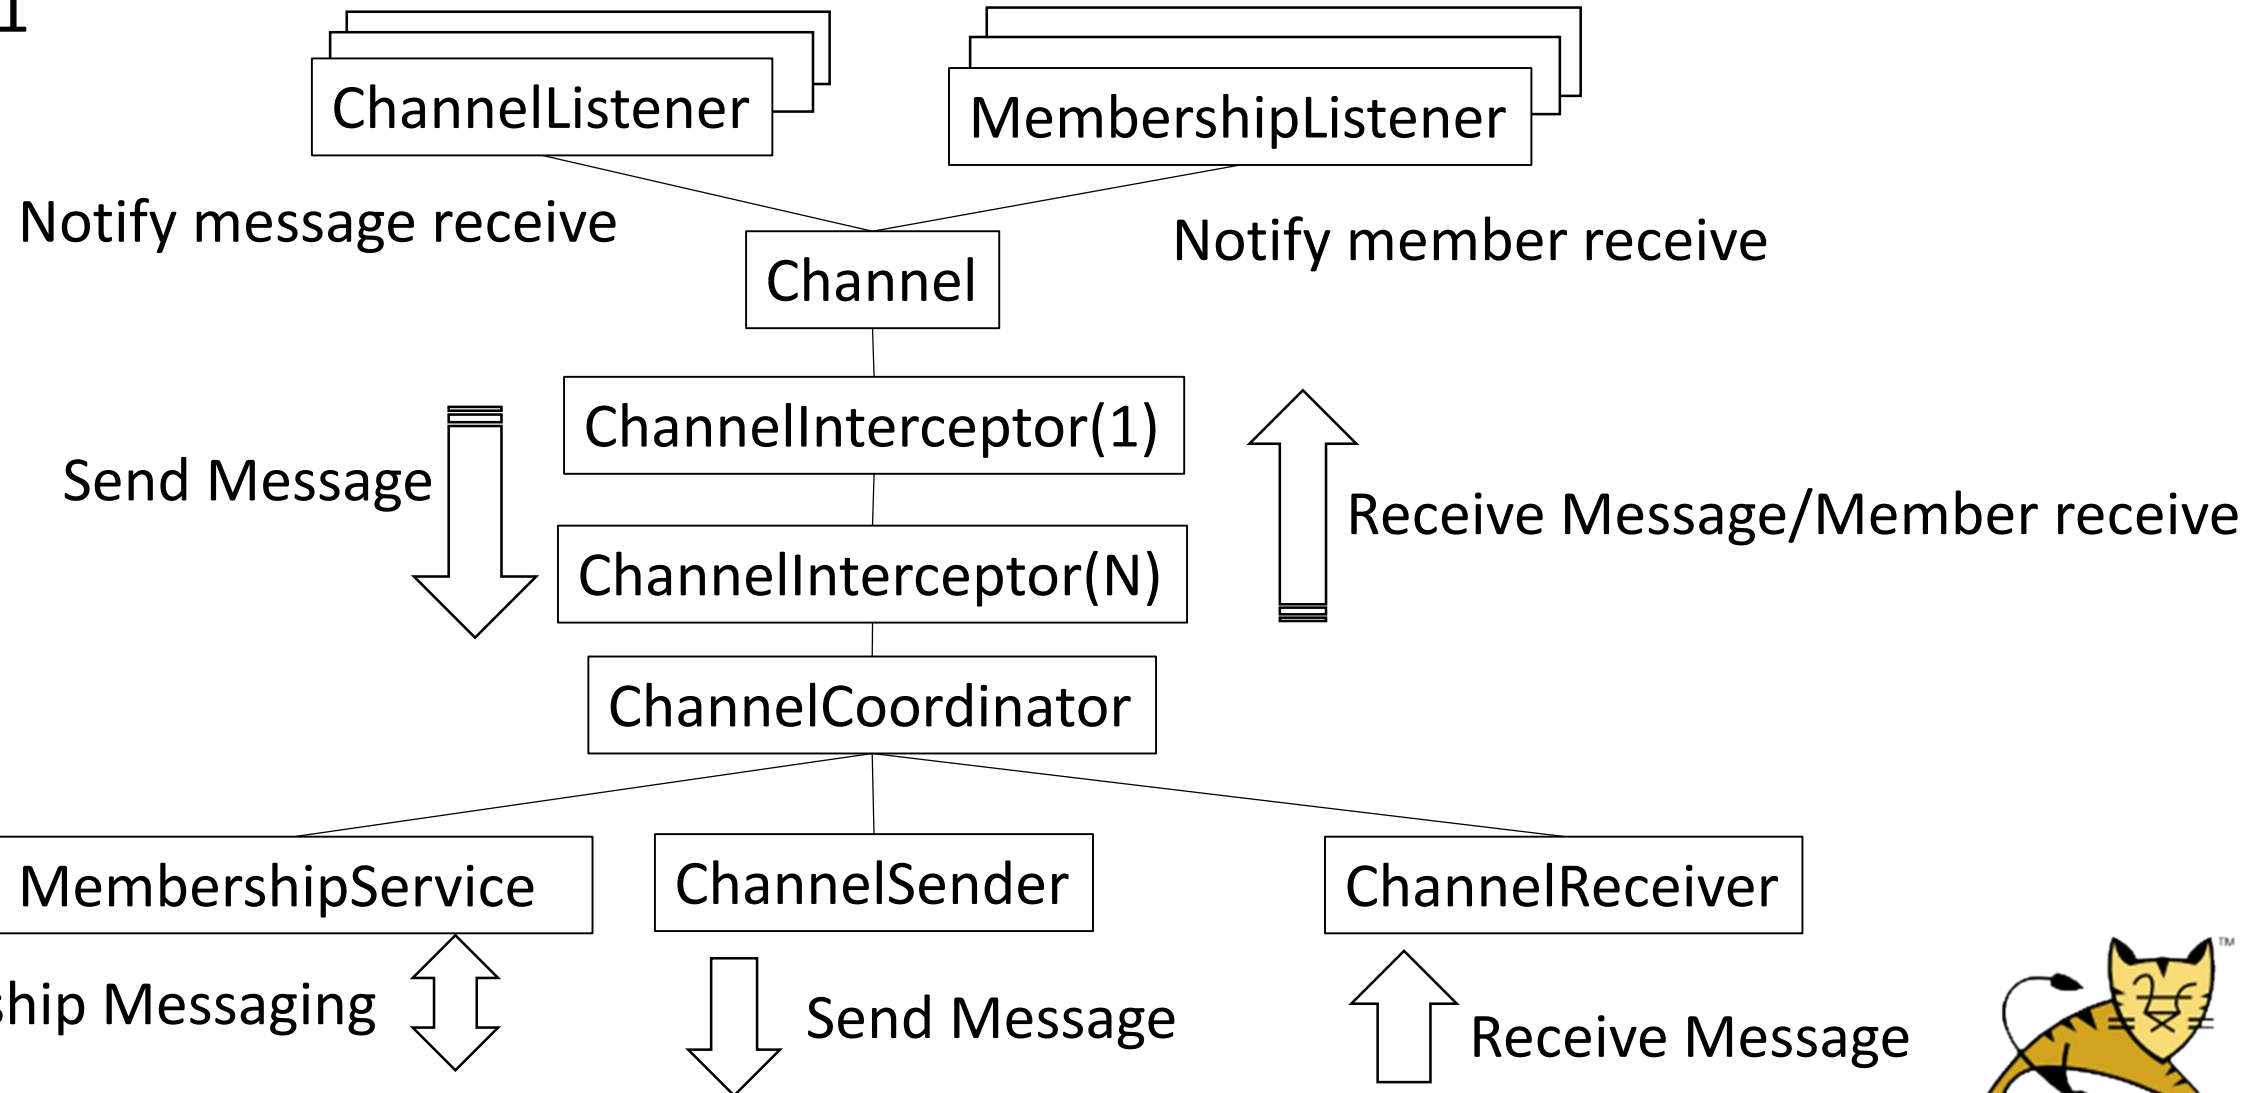 ChannelListener
MembershipListener
Notify message receive
Notify member receive
Channel
ChannelInterceptor(1)
Send Message
Receive Message/Member receive
ChannelInterceptor(N)
ChannelCoordinator
MembershipService
ChannelSender
ChannelReceiver
TM
Messaging
Send Message
Receive Message